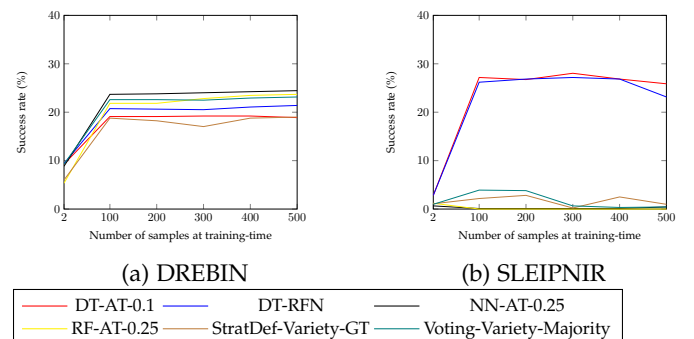 40
30
20
10
0
2 100 200 300 400 500
Success rate (%)
Number of samples at training-time
(a) DREBIN
40
30
20
10
0
2 100 200 300 400 500
Success rate (%)
Number of samples at training-time
(b) SLEIPNIR
DT-AT-0.1 DT-RFN NN-AT-0.25
RF-AT-0.25 StratDef-Variety-GT Voting-Variety-Majority